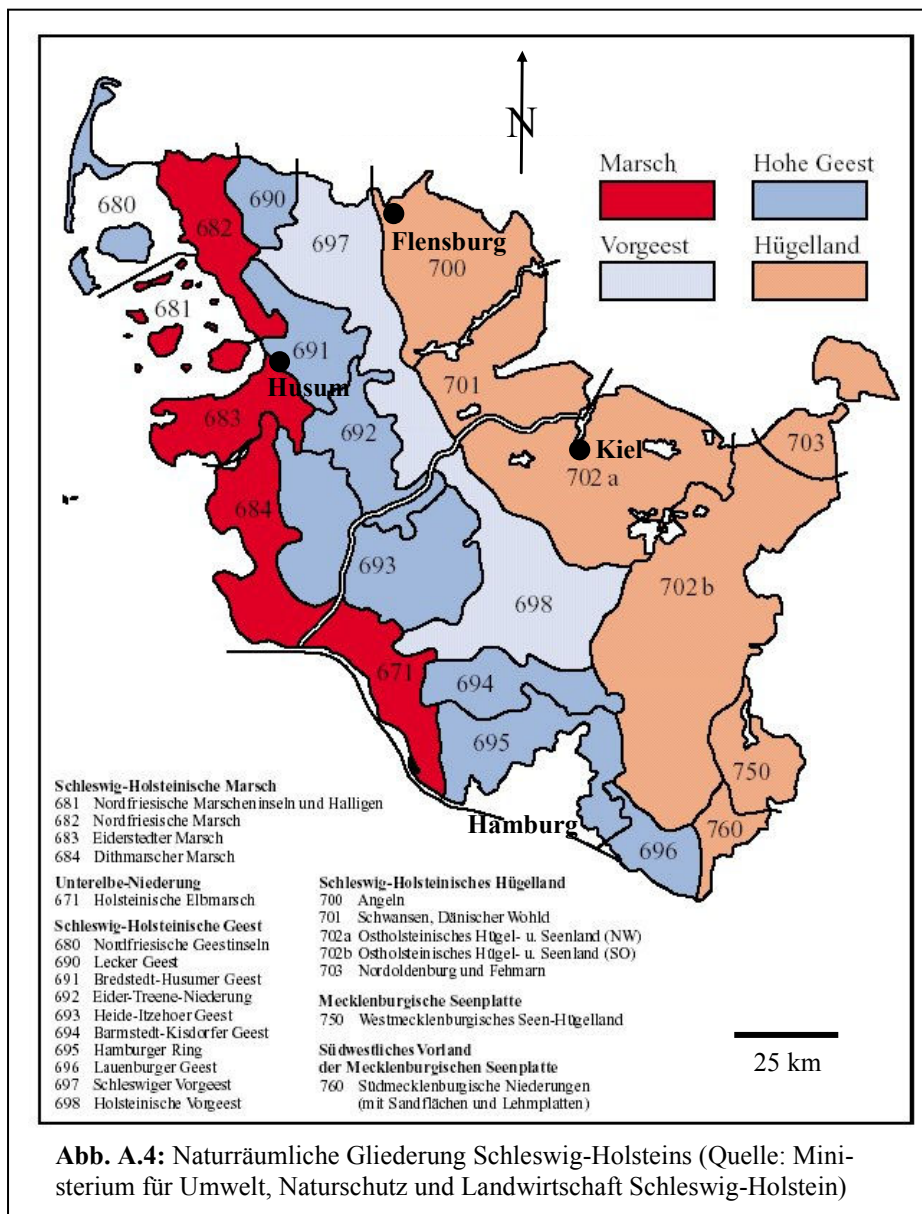 N
Marsch
Hohe Geest
Vorgeest
Hügelland
680
682
690
697
Flensburg
700
681
691
Husum
701
683
692
Kiel
702 a
703
684
693
698
702 b
671
694
695
750
Hamburg
696
760
Schleswig-Holsteinische Marsch
681 Nordfriesische Marscheninseln und Halligen
682 Nordfriesische Marsch
683 Eiderstedter Marsch
684 Dithmarscher Marsch
Unterelbe-Niederung
671 Holsteinische Elbmarsch
Schleswig-Holsteinische Geest
680 Nordfriesische Geestinseln
690 Lecker Geest
691 Bredstedt-Husumer Geest
692 Eider-Treene-Niederung
693 Heide-Itzehoer Geest
694 Barmstedt-Kisdorfer Geest
695 Hamburger Ring
696 Lauenburger Geest
697 Schleswiger Vorgeest
698 Holsteinische Vorgeest
Schleswig-Holsteinisches Hügelland
700 Angeln
701 Schwansen, Dänischer Wohld
702a Ostholsteinisches Hügel- u. Seenland (NW)
702b Ostholsteinisches Hügel- u. Seenland (SO)
703 Nordoldenburg und Fehmarn
Mecklenburgische Seenplatte
750 Westmecklenburgisches Seen-Hügelland
Südwestliches Vorland
der Mecklenburgischen Seenplatte
760 Südmecklenburgische Niederungen
(mit Sandflächen und Lehmplatten)
25 km
Abb. A.4: Naturräumliche Gliederung Schleswig-Holsteins (Quelle: Mini-
sterium für Umwelt, Naturschutz und Landwirtschaft Schleswig-Holstein)